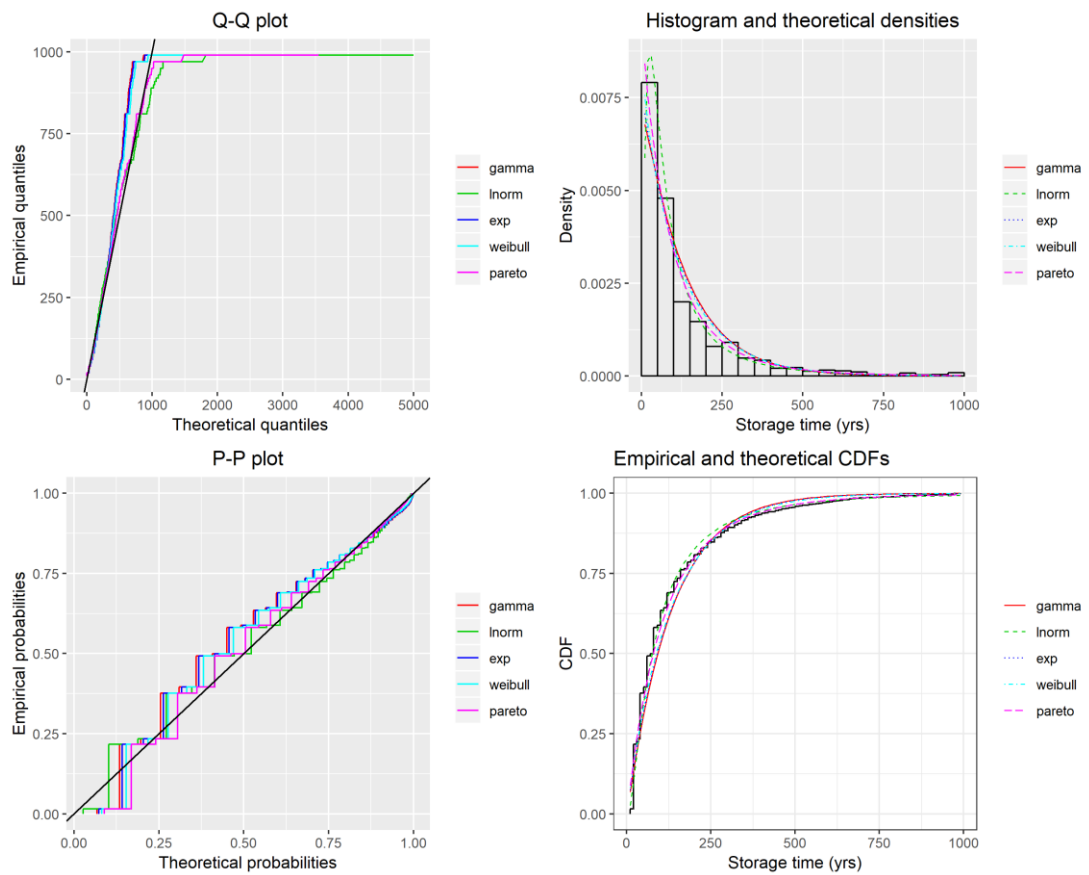 Q-Q plot
Empirical quantiles
1000
750
500
250
0
0
1000
2000
3000
4000
5000
Theoretical quantiles
gamma
lnorm
exp
weibull
pareto
Histogram and theoretical densities
Density
0.0075
0.0050
0.0025
0.0000
0
250
500
750
1000
Storage time (yrs)
gamma
lnorm
exp
weibull
pareto
P-P plot
Empirical probabilities
1.00
0.75
0.50
0.25
0.00
0.00
0.25
0.50
0.75
1.00
Theoretical probabilities
gamma
lnorm
exp
weibull
pareto
Empirical and theoretical CDFs
CDF
1.00
0.75
0.50
0.25
0.00
0
250
500
750
1000
Storage time (yrs)
gamma
lnorm
exp
weibull
pareto